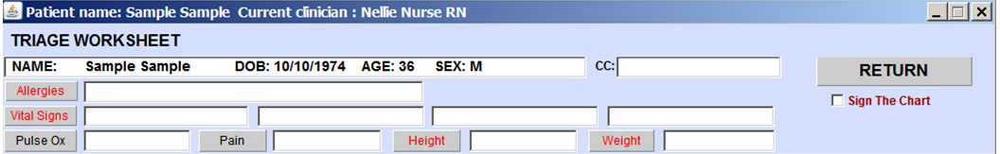 Patient name: Sample Sample Current clinician : Nellie Nurse RN
TRIAGE WORKSHEET
NAME: Sample Sample DOB: 10/10/1974 AGE: 36 SEX: M CC:
RETURN
Allergies
Sign The Chart
Vital Signs
Pulse Ox Pain Height Weight